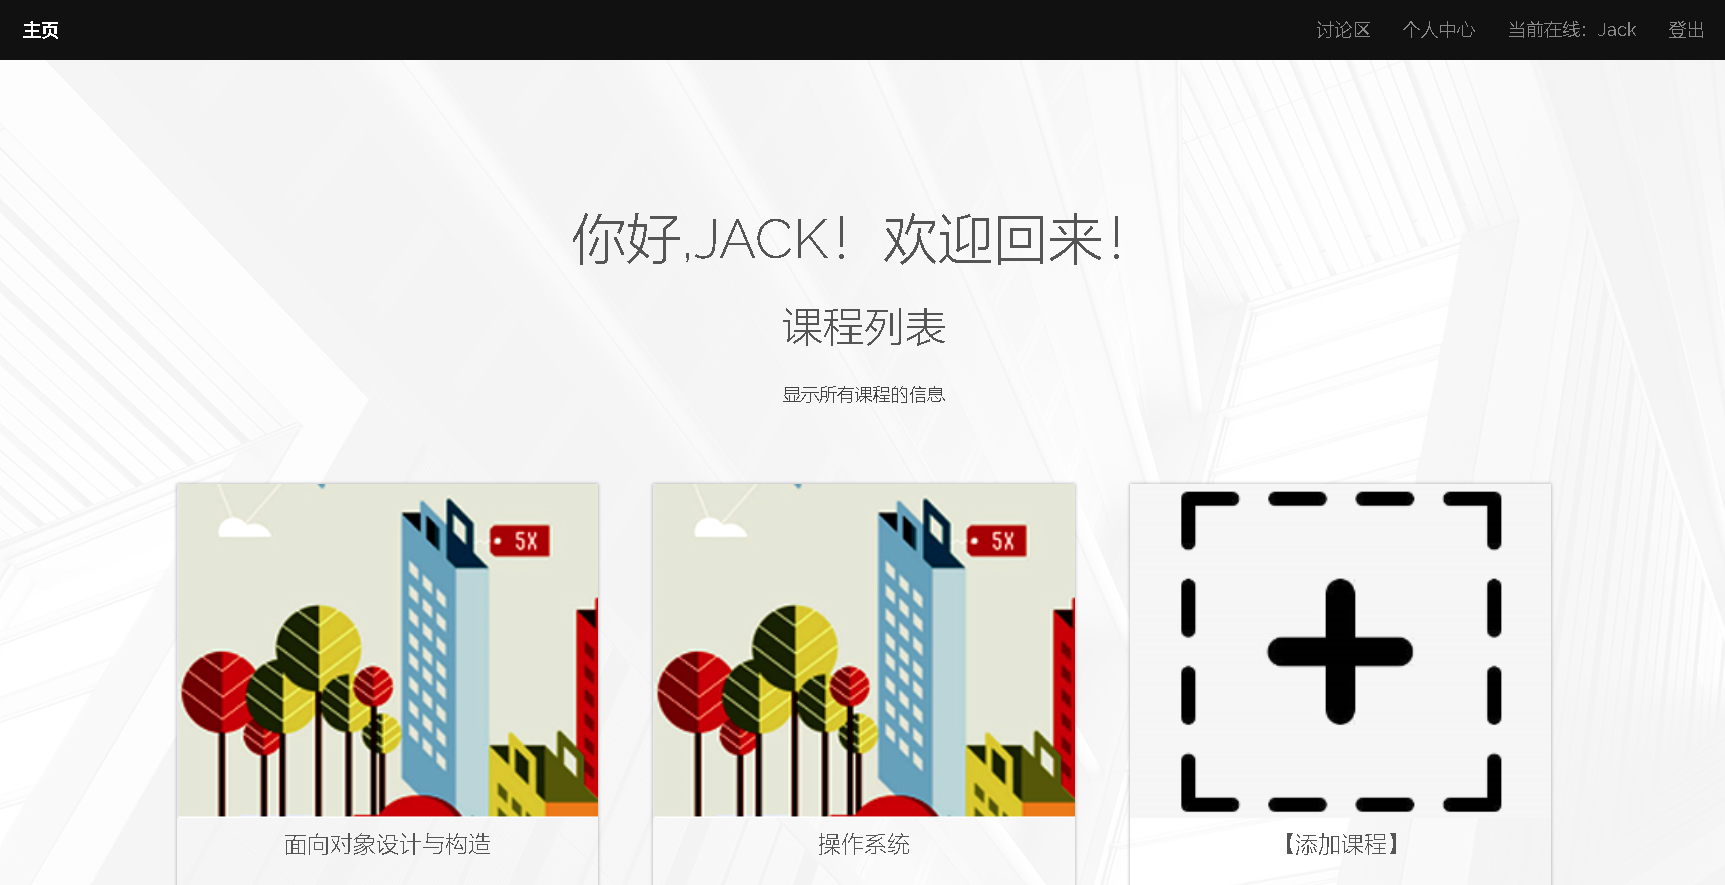 主页 讨论区 个人中心 当前在线：Jack 登出
你好,JACK！欢迎回来！
课程列表
显示所有课程的信息
5X
5X
面向对象设计与构造
操作系统
【添加课程】